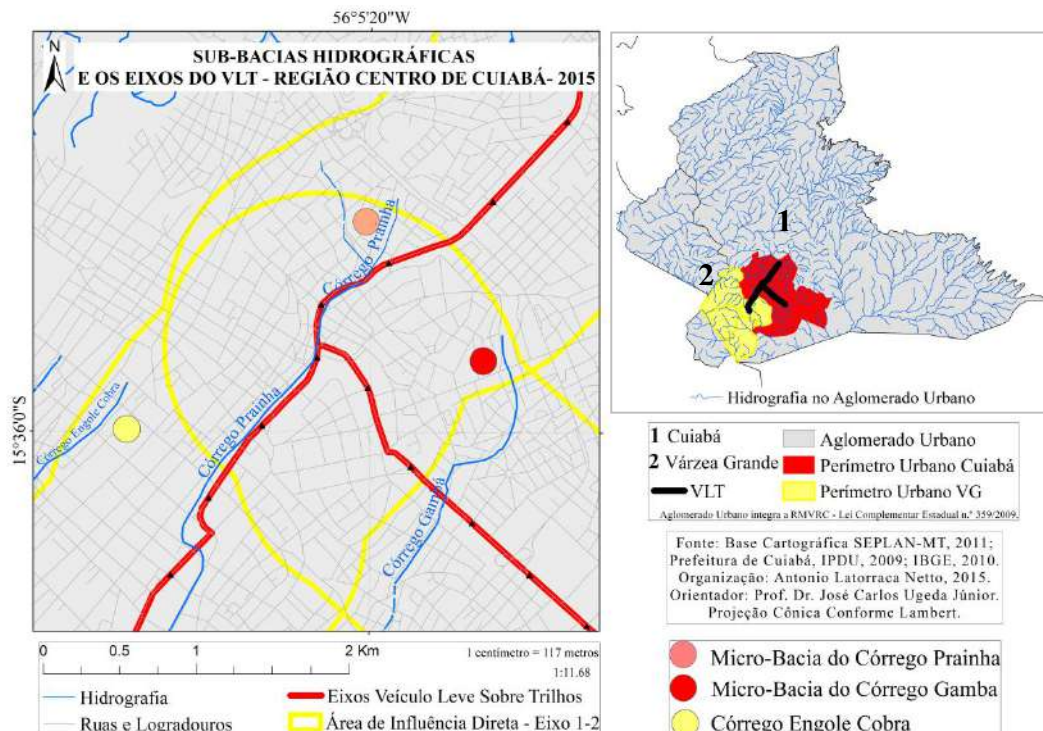 56°5'20"W
N
SUB-BACIAS HIDROGRÁFICAS
E OS EIXOS DO VLT - REGIÃO CENTRO DE CUIABÁ- 2015
Córrego Prainha
Córrego Prainha
Córrego Engole Cobra
Córrego Gambá
15°36'0"S
0 0.5 1 2 Km
1 centímetro = 117 metros
1:11.68
Hidrografia
Ruas e Logradouros
Eixos Veículo Leve Sobre Trilhos
Área de Influência Direta - Eixo 1-2
1
2
Hidrografia no Aglomerado Urbano
1 Cuiabá
2 Várzea Grande
VLT
Aglomerado Urbano
Perímetro Urbano Cuiabá
Perímetro Urbano VG
Aglomerado Urbano integra a RMVRC - Lei Complementar Estadual n.º 359/2009.
Fonte: Base Cartográfica SEPLAN-MT, 2011;
Prefeitura de Cuiabá, IPDU, 2009; IBGE, 2010.
Organização: Antonio Latorraca Netto, 2015.
Orientador: Prof. Dr. José Carlos Ugeda Júnior.
Projeção Cônica Conforme Lambert.
Micro-Bacia do Córrego Prainha
Micro-Bacia do Córrego Gamba
Córrego Engole Cobra